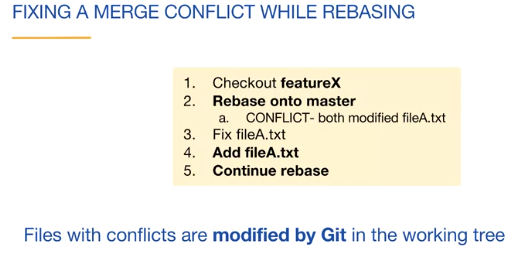 FIXING A MERGE CONFLICT WHILE REBASING
1. Checkout featureX
2. Rebase onto master
a. CONFLICT- both modified fileA.txt
3. Fix fileA.txt
4. Add fileA.txt
5. Continue rebase
Files with conflicts are modified by Git in the working tree